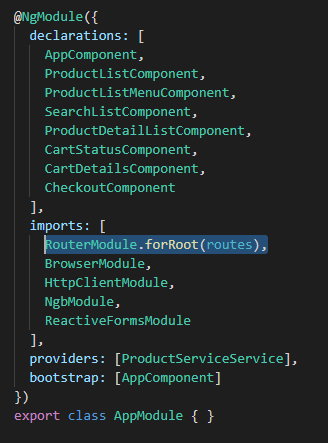 @NgModule({
declarations: [
AppComponent,
ProductListComponent,
ProductListMenuComponent,
SearchListComponent,
ProductDetailListComponent,
CartStatusComponent,
CartDetailsComponent,
CheckoutComponent
],
imports: [
RouterModule.forRoot(routes),
BrowserModule,
HttpClientModule,
NgbModule,
ReactiveFormsModule
],
providers: [ProductServiceService],
bootstrap: [AppComponent]
})
export class AppModule { }